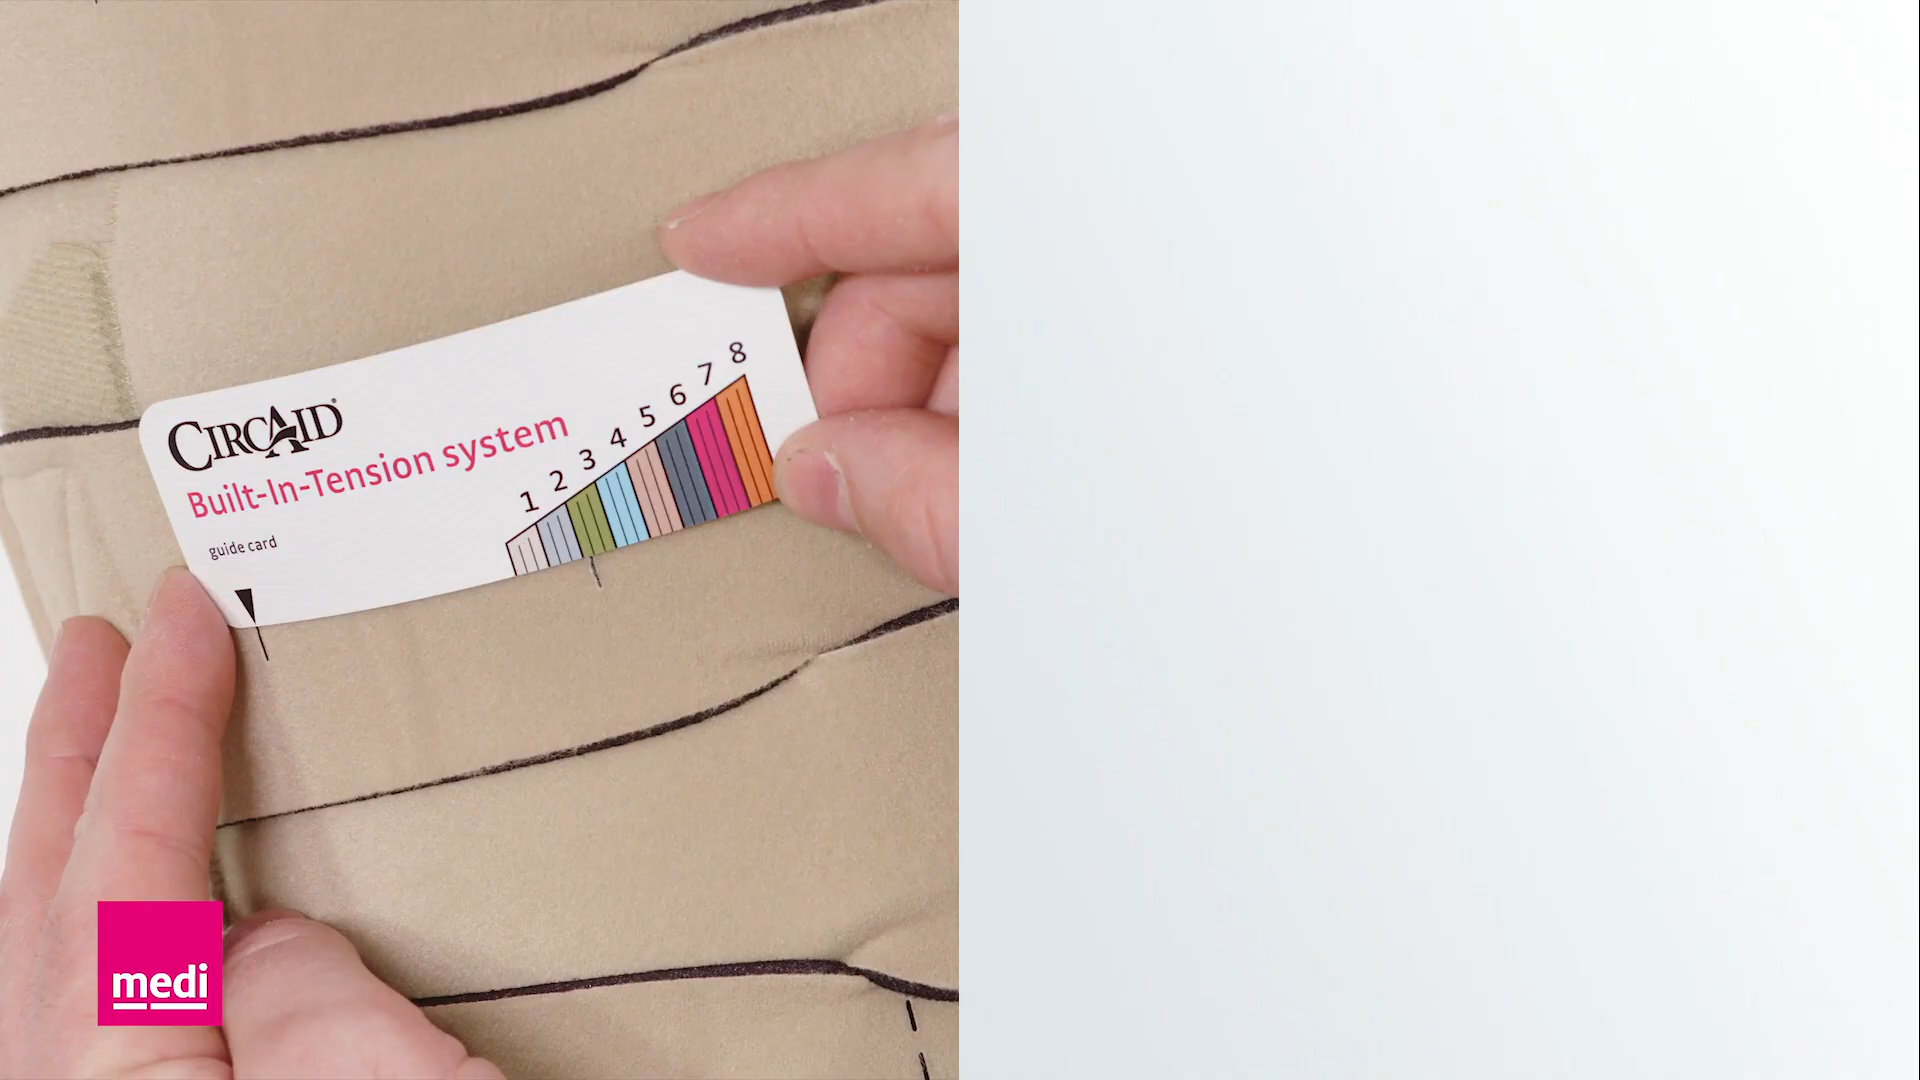 CIRCAID®
Built-In-Tension system
guide card
1 2 3 4 5 6 7 8
medi